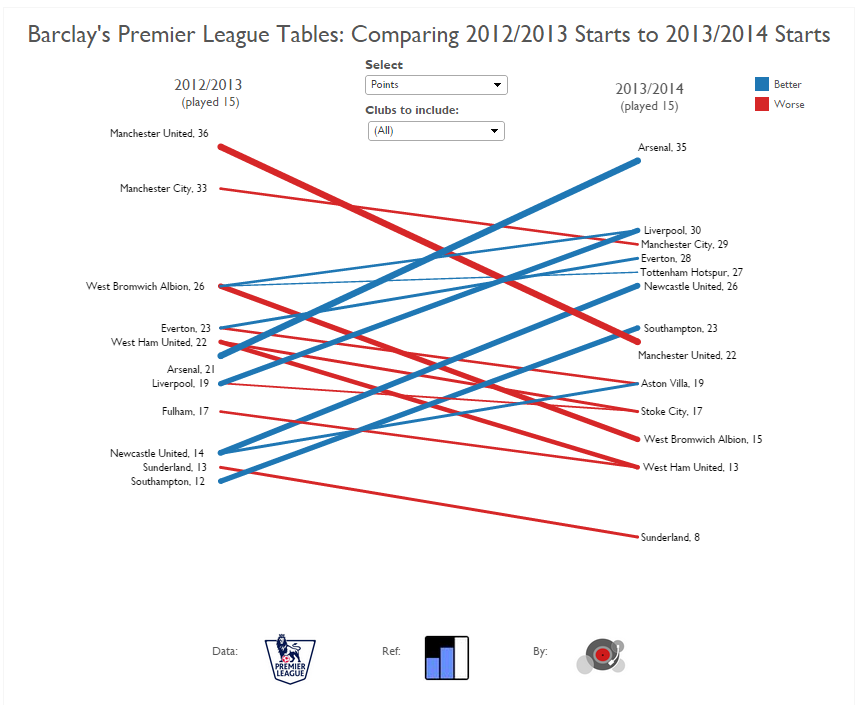 Barclay's Premier League Tables: Comparing 2012/2013 Starts to 2013/2014 Starts
Select
Points
Clubs to include:
(All)
2012/2013
(played 15)
2013/2014
(played 15)
Better
Worse
Manchester United, 36
Manchester City, 33
West Bromwich Albion, 26
Everton, 23
West Ham United, 22
Arsenal, 21
Liverpool, 19
Fulham, 17
Newcastle United, 14
Sunderland, 13
Southampton, 12
Arsenal, 35
Liverpool, 30
Manchester City, 29
Everton, 28
Tottenham Hotspur, 27
Newcastle United, 26
Southampton, 23
Manchester United, 22
Aston Villa, 19
Stoke City, 17
West Bromwich Albion, 15
West Ham United, 13
Sunderland, 8
Data:
PREMIER
LEAGUE
Ref:
By: